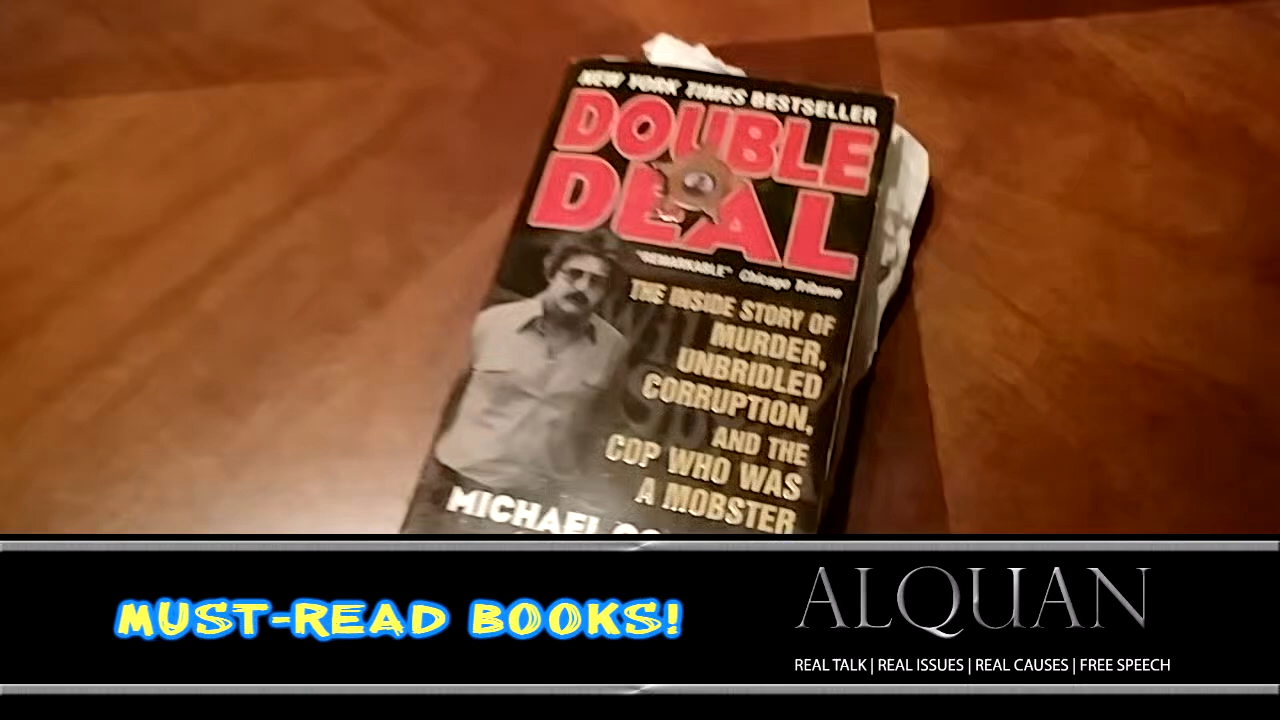 NEW YORK TIMES BESTSELLER
DOUBLE
DEAL
"REMARKABLE" Chicago Tribune
THE INSIDE STORY OF
MURDER,
UNBRIDLED
CORRUPTION,
AND THE
COP WHO WAS
A MOBSTER
MICHAEL
MUST-READ BOOKS!
ALQUAN
REAL TALK | REAL ISSUES | REAL CAUSES | FREE SPEECH